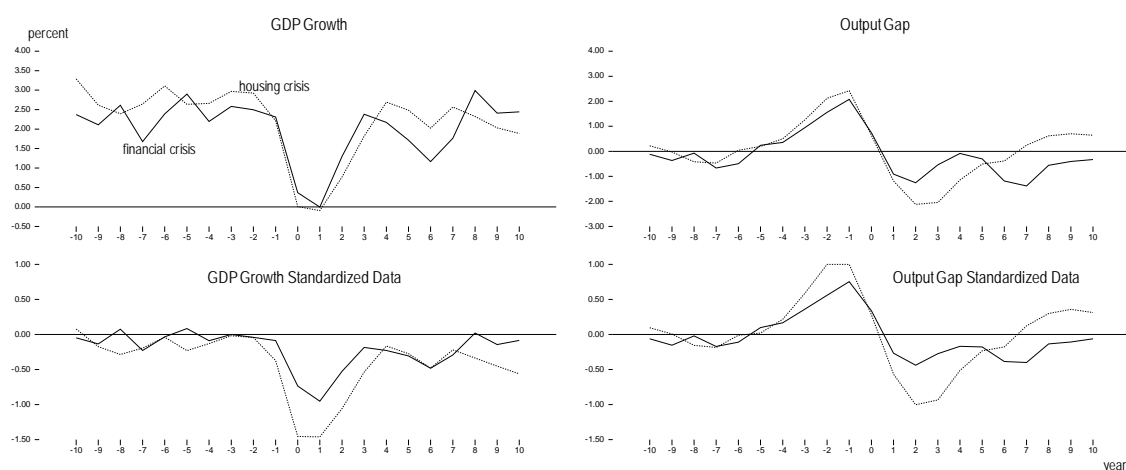 GDP Growth
percent
4.00
3.50
3.00
2.50
2.00
1.50
1.00
0.50
0.00
-0.50
housing crisis
financial crisis
-10 -9 -8 -7 -6 -5 -4 -3 -2 -1 0 1 2 3 4 5 6 7 8 9 10
Output Gap
4.00
3.00
2.00
1.00
0.00
-1.00
-2.00
-3.00
-10 -9 -8 -7 -6 -5 -4 -3 -2 -1 0 1 2 3 4 5 6 7 8 9 10
GDP Growth Standardized Data
1.00
0.50
0.00
-0.50
-1.00
-1.50
-10 -9 -8 -7 -6 -5 -4 -3 -2 -1 0 1 2 3 4 5 6 7 8 9 10
Output Gap Standardized Data
1.00
0.50
0.00
-0.50
-1.00
-1.50
-10 -9 -8 -7 -6 -5 -4 -3 -2 -1 0 1 2 3 4 5 6 7 8 9 10
year